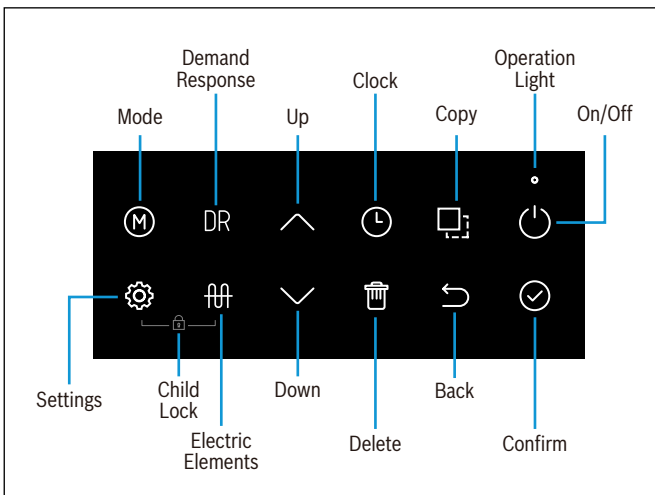 Demand
Response
Operation
Light
Mode
Up
Clock
Copy
On/Off
M
DR
Settings
Child
Lock
Electric
Elements
Down
Delete
Back
Confirm